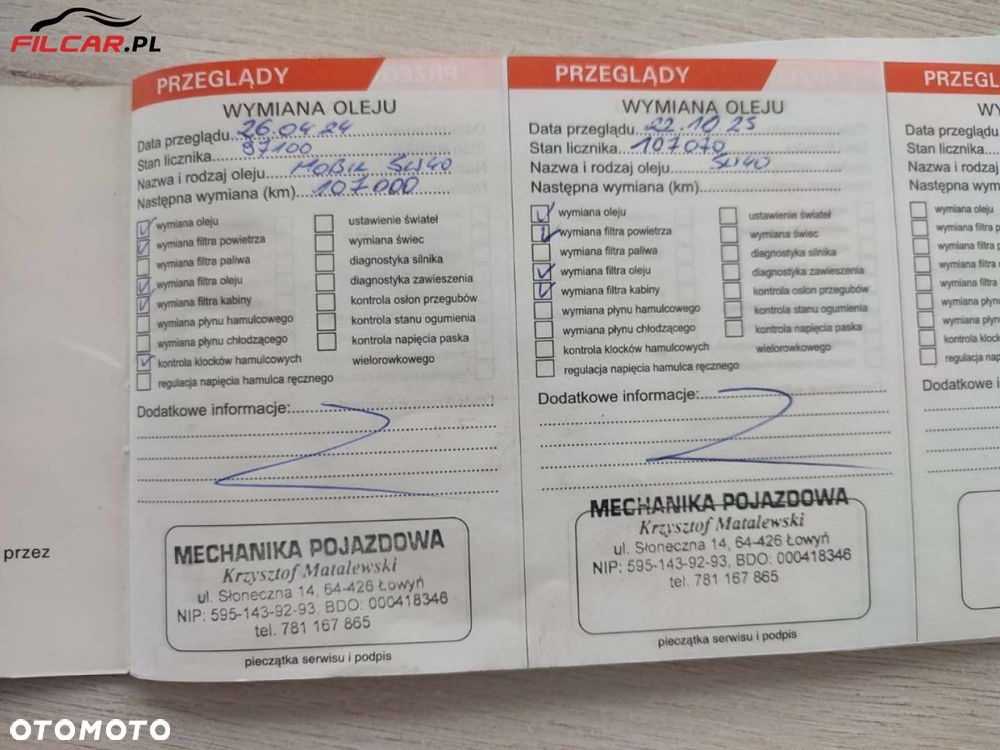 FILCAR.PL
PRZEGLĄDY
WYMIANA OLEJU
Data przeglądu 26.04.24
Stan licznika 97100
Nazwa i rodzaj oleju MOBIL 5W40
Następna wymiana (km) 107000
wymiana oleju
wymiana filtra powietrza
wymiana filtra paliwa
wymiana filtra oleju
wymiana filtra kabiny
wymiana płynu hamulcowego
wymiana płynu chłodzącego
kontrola klocków hamulcowych
regulacja napięcia hamulca ręcznego
ustawienie świateł
wymiana świec
diagnostyka silnika
diagnostyka zawieszenia
kontrola osłon przegubów
kontrola stanu ogumienia
kontrola napięcia paska
wielorowkowego
Dodatkowe informacje:
MECHANIKA POJAZDOWA
Krzysztof Matalewski
ul. Słoneczna 14, 64-426 Łowyń
NIP: 595-143-92-93, BDO: 000418346
tel. 781 167 865
pieczątka serwisu i podpis
PRZEGLĄDY
WYMIANA OLEJU
Data przeglądu 22.10.25
Stan licznika 107070
Nazwa i rodzaj oleju 5W40
Następna wymiana (km)
wymiana oleju
wymiana filtra powietrza
wymiana filtra paliwa
wymiana filtra oleju
wymiana filtra kabiny
wymiana płynu hamulcowego
wymiana płynu chłodzącego
kontrola klocków hamulcowych
regulacja napięcia hamulca ręcznego
ustawienie świateł
wymiana świec
diagnostyka silnika
diagnostyka zawieszenia
kontrola osłon przegubów
kontrola stanu ogumienia
kontrola napięcia paska
wielorowkowego
Dodatkowe informacje:
MECHANIKA POJAZDOWA
Krzysztof Matalewski
ul. Słoneczna 14, 64-426 Łowyń
NIP: 595-143-92-93, BDO: 000418346
tel. 781 167 865
pieczątka serwisu i podpis
PRZEGL
WY
Data przeglądu
Stan licznika
Nazwa i rodzaj
Następna wym
wymiana oleju
wymiana filtra p
wymiana filtra p
wymiana filtra
wymiana filtra
wymiana płynu
wymiana płynu
kontrola klock
regulacja nap
Dodatkowe i
przez
OTOMOTO